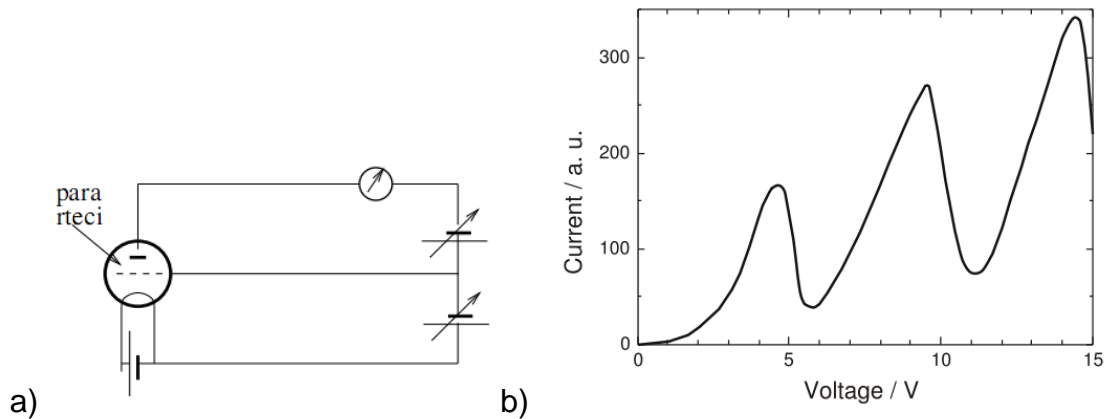 para
rteci
a)
b)
Current / a. u.
300
200
100
0
0
5
10
15
Voltage / V